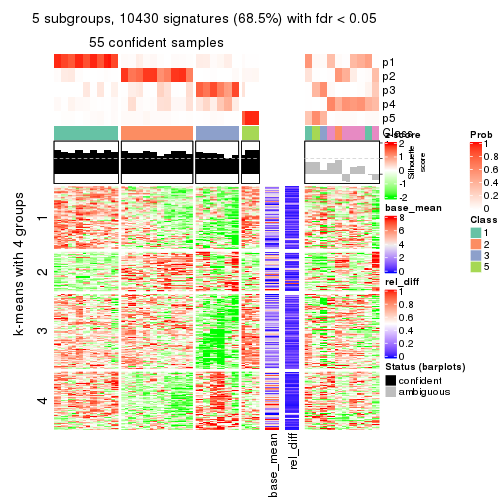 5 subgroups, 10430 signatures (68.5%) with fdr < 0.05
55 confident samples
p1
p2
p3
p4
p5
Class
z-score
2
1
0
-1
-2
Silhouette
score
Prob
1
0.8
0.6
0.4
0.2
0
base_mean
8
6
4
2
0
Class
1
2
3
5
rel_diff
1
0.8
0.6
0.4
0.2
0
Status (barplots)
confident
ambiguous
k-means with 4 groups
1
2
3
4
base_mean
rel_diff